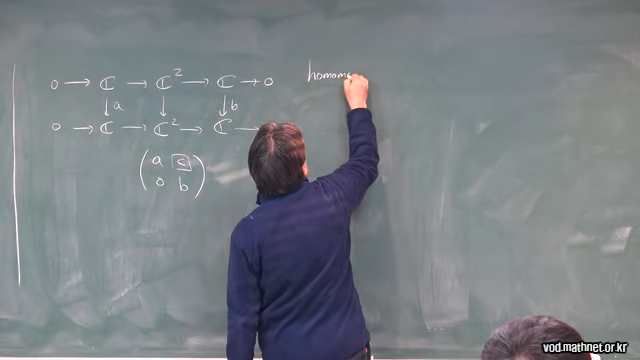 0 → ℂ → ℂ² → ℂ → 0
↓ a ↓ ↓ b
0 → ℂ → ℂ² → ℂ →
( a c
0 b )
homom
vod.mathnet.or.kr